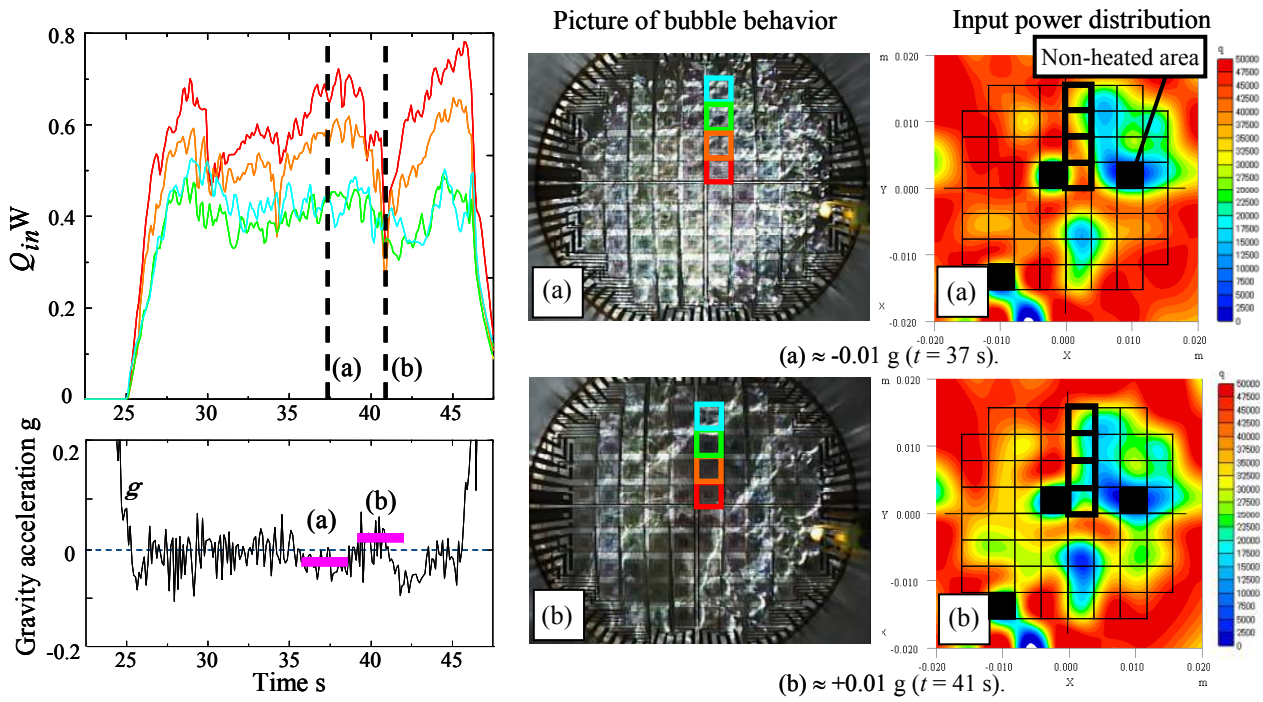 Picture of bubble behavior
Input power distribution
0.8
0.6
0.4
0.4
0.2
0
Q_in W
25
30
35
40
45
(a)
(b)
0.2
0
-0.2
Gravity acceleration g
g
(a)
(b)
25
30
35
40
45
Time s
(a)
m
0.020
0.010
Y 0.000
-0.010
X
-0.020
-0.020
0.000
0.010
0.020
X
m
Non-heated area
(a)
q
50000
47500
45000
42500
40000
37500
35000
32500
30000
27500
25000
22500
20000
17500
15000
12500
10000
7500
5000
2500
0
(a) ≈ -0.01 g (t = 37 s).
(b)
m
0.020
0.010
Y 0.000
-0.010
-0.020
-0.020
-0.010
0.000
0.010
0.020
X
m
(b)
q
50000
47500
45000
42500
40000
37500
35000
32500
30000
27500
25000
22500
20000
17500
15000
12500
10000
7500
5000
2500
0
(b) ≈ +0.01 g (t = 41 s).